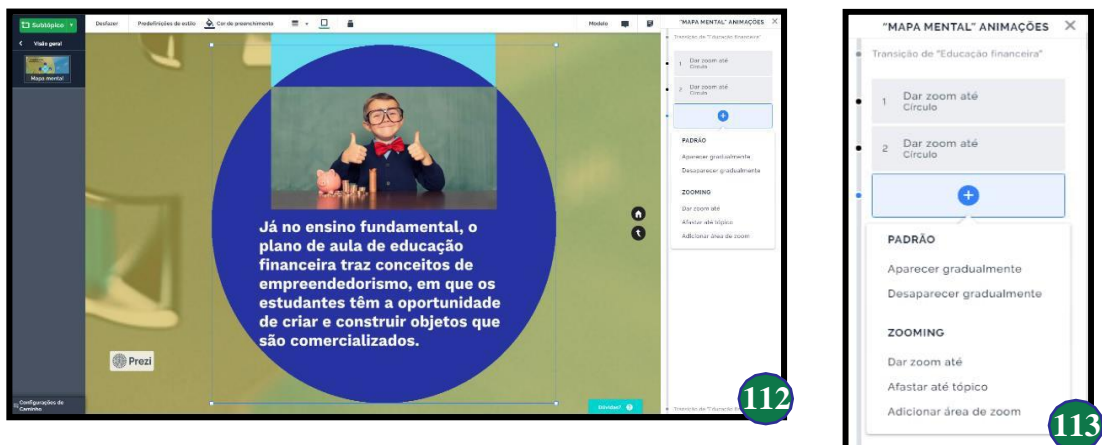 Subtópico
Desfazer
Predefinições de estilo
Cor de preenchimento
Modelo
"MAPA MENTAL" ANIMAÇÕES
Visão geral
Mapa mental
Transição de "Educação financeira"
1 Dar zoom até
Círculo
2 Dar zoom até
Círculo
PADRÃO
Aparecer gradualmente
Desaparecer gradualmente
ZOOMING
Dar zoom até
Afastar até tópico
Adicionar área de zoom
Já no ensino fundamental, o
plano de aula de educação
financeira traz conceitos de
empreendedorismo, em que os
estudantes têm a oportunidade
de criar e construir objetos que
são comercializados.
Prezi
Configurações de
Caminho
Dúvidas?
Transição de "Educação
112
"MAPA MENTAL" ANIMAÇÕES
Transição de "Educação financeira"
1 Dar zoom até
Círculo
2 Dar zoom até
Círculo
PADRÃO
Aparecer gradualmente
Desaparecer gradualmente
ZOOMING
Dar zoom até
Afastar até tópico
Adicionar área de zoom
113